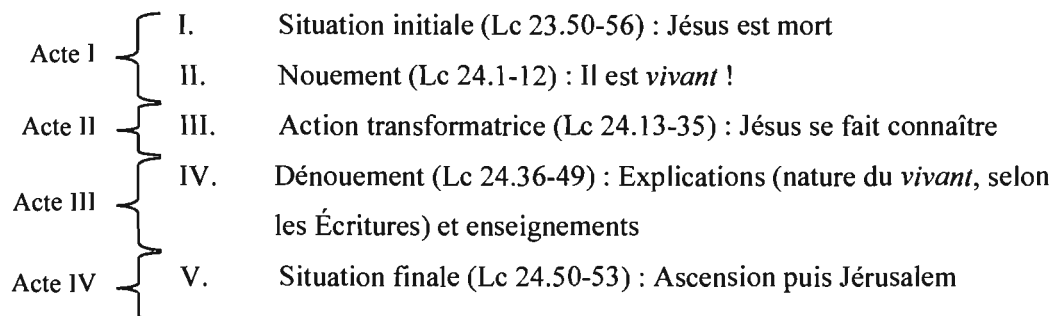 I. Situation initiale (Lc 23.50-56) : Jésus est mort
Acte I
II. Nouement (Lc 24.1-12) : Il est vivant !
Acte II III. Action transformatrice (Lc 24.13-35) : Jésus se fait connaître
IV. Dénouement (Lc 24.36-49) : Explications (nature du vivant, selon
Acte III
les Écritures) et enseignements
Acte IV V. Situation finale (Lc 24.50-53) : Ascension puis Jérusalem